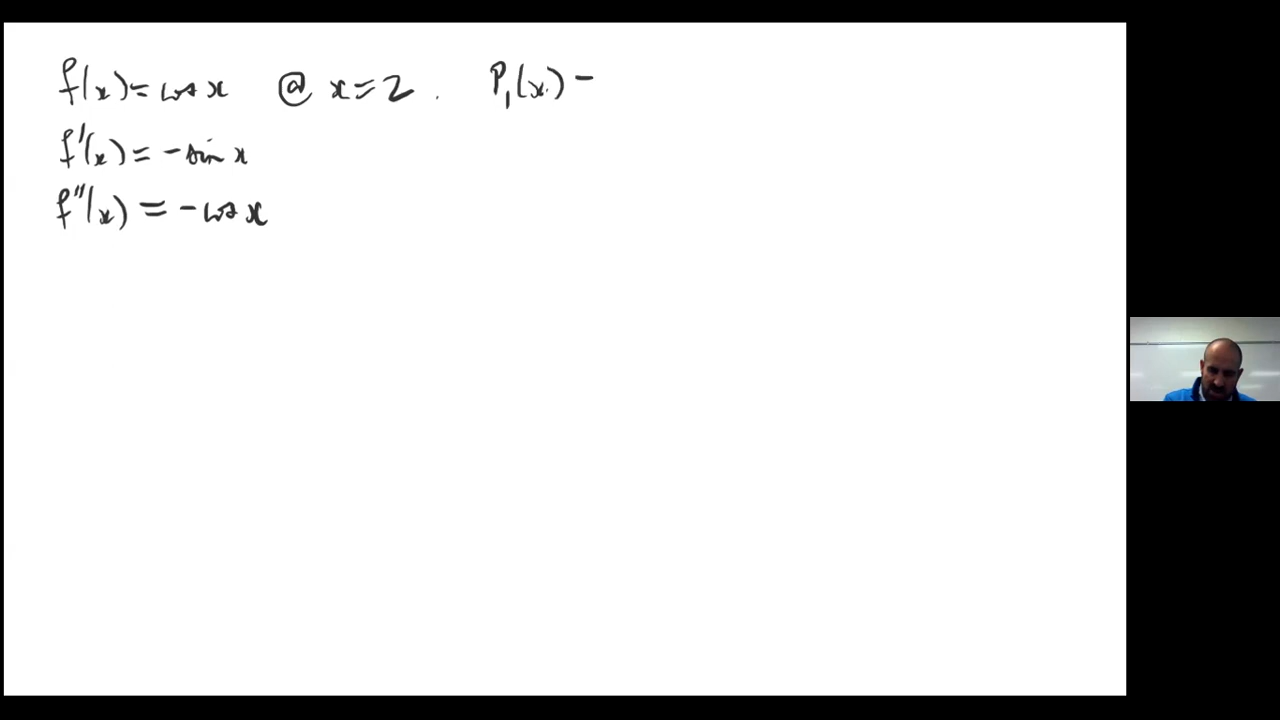 f(x)=cos x @ x=2. P₁(x) -
f'(x) = -sin x
f''(x) = -cos x